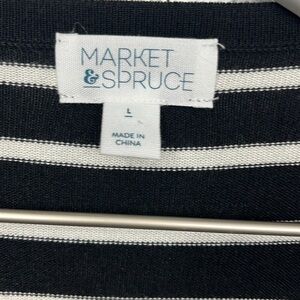 MARKET
&SPRUCE
L
MADE IN
CHINA